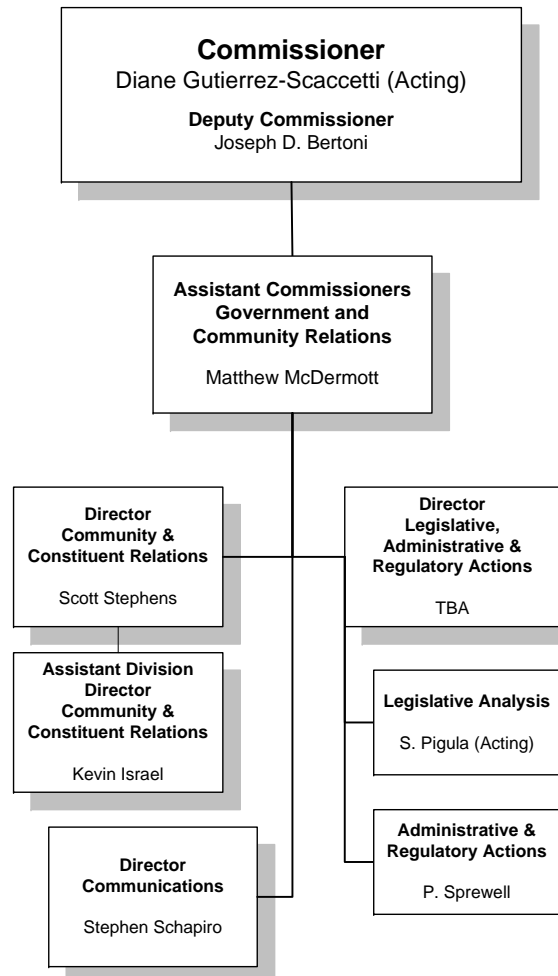 Commissioner
Diane Gutierrez-Scaccetti (Acting)
Deputy Commissioner
Joseph D. Bertoni
Assistant Commissioners
Government and
Community Relations
Matthew McDermott
Director
Community &
Constituent Relations
Scott Stephens
Assistant Division
Director
Community &
Constituent Relations
Kevin Israel
Director
Communications
Stephen Schapiro
Director
Legislative,
Administrative &
Regulatory Actions
TBA
Legislative Analysis
S. Pigula (Acting)
Administrative &
Regulatory Actions
P. Sprewell